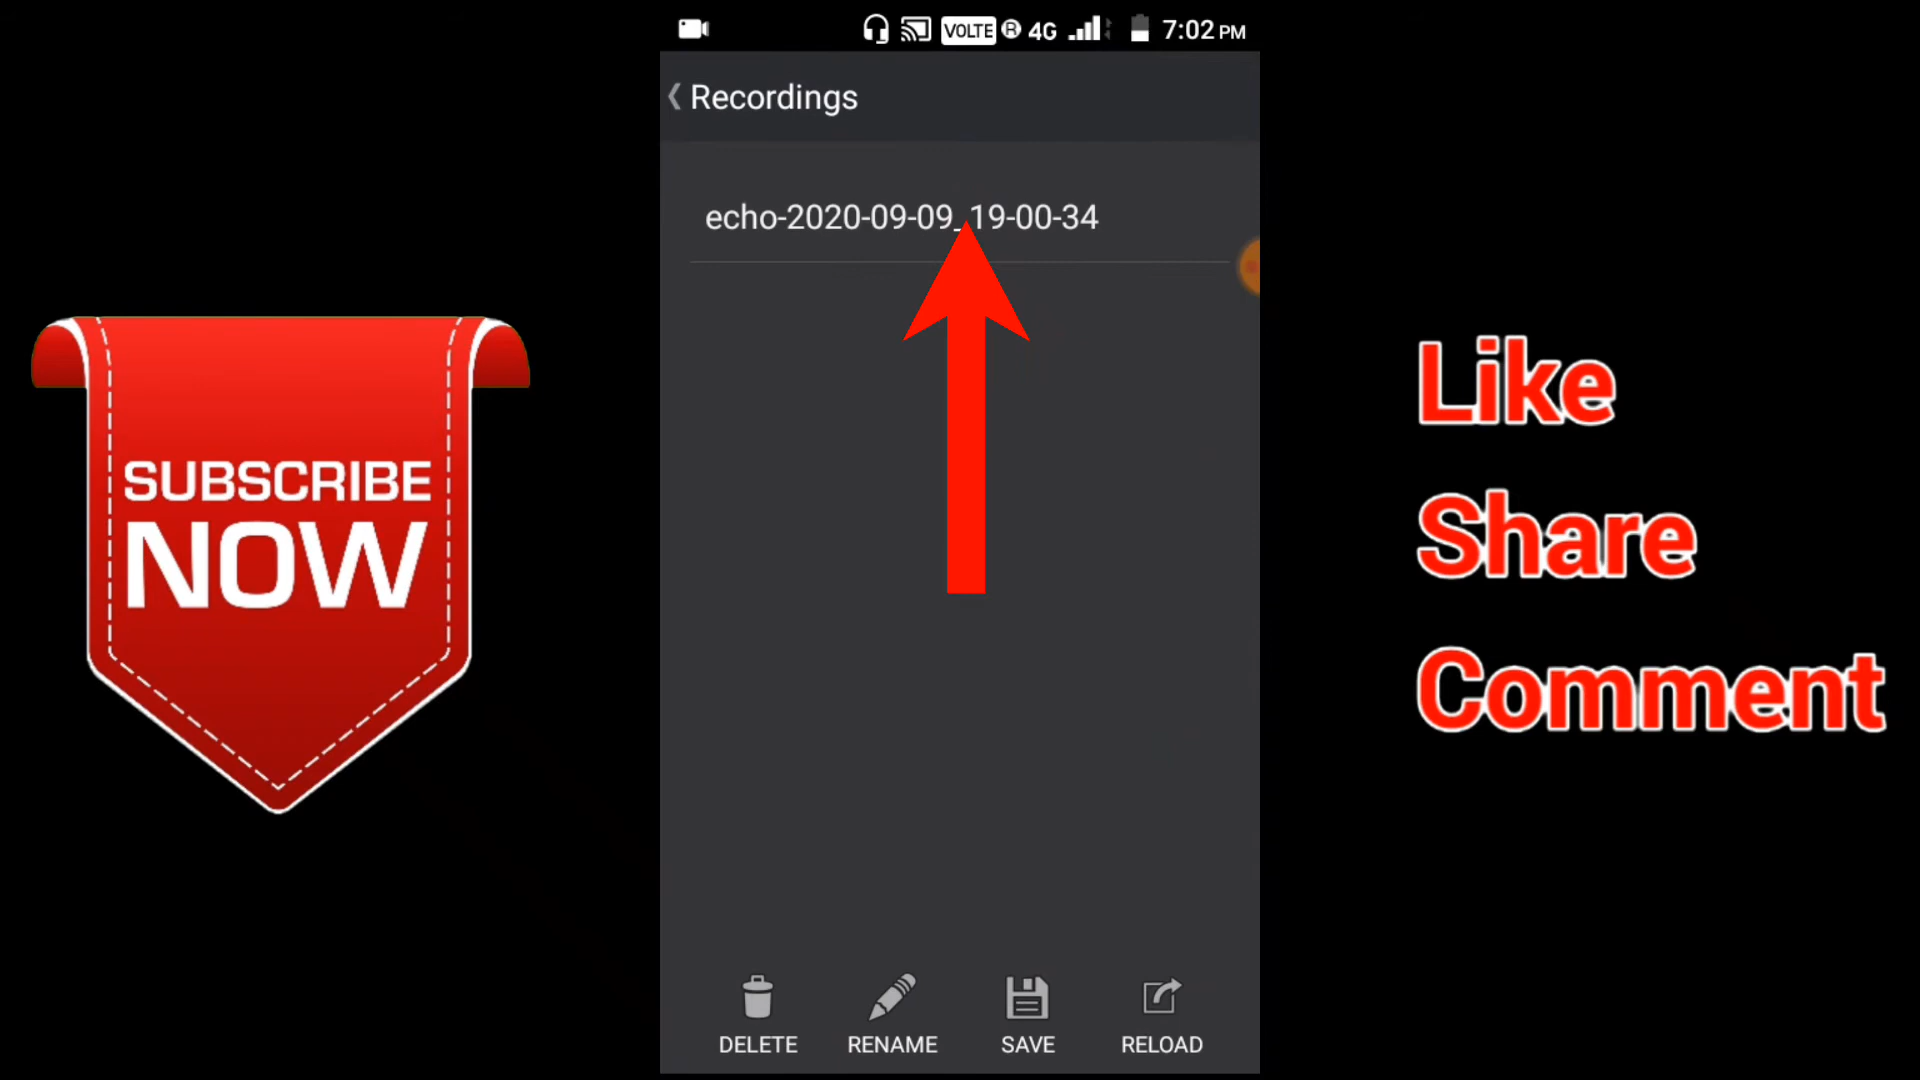 VOLTE R 4G 7:02 PM
Recordings
echo-2020-09-09_19-00-34
SUBSCRIBE
NOW
Like
Share
Comment
DELETE RENAME SAVE RELOAD